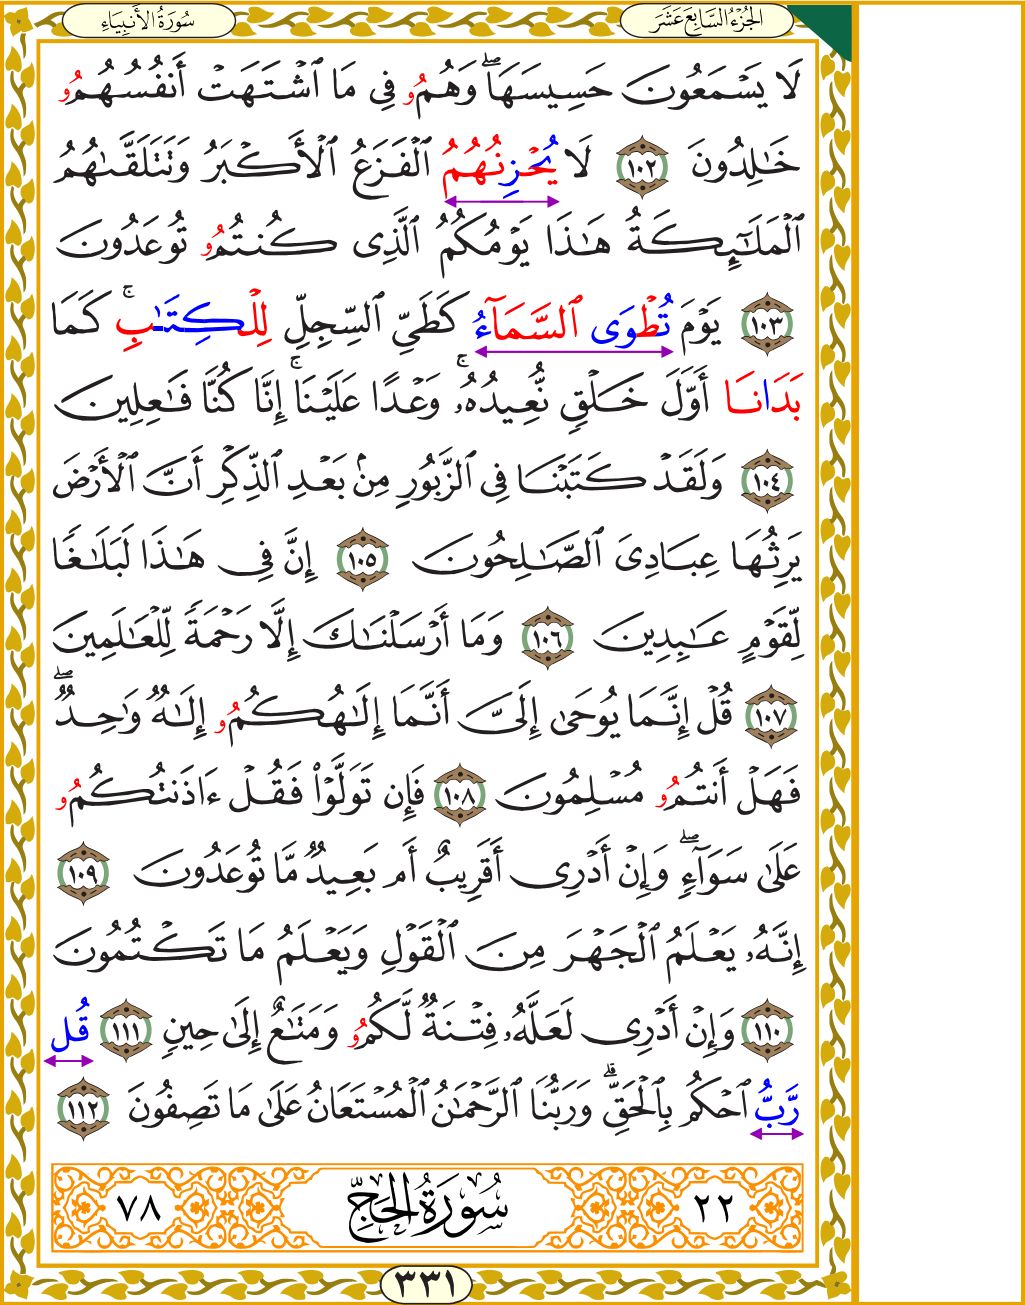 الجُزْءُ السَّابِعَ عَشَرَ
سُورَةُ الأَنبِيَاءِ
لَا يَسْمَعُونَ حَسِيسَهَاۖ وَهُمُۥ فِي مَا ٱشْتَهَتْ أَنفُسُهُمُۥ
خَٰلِدُونَ ١٠٢ لَا يُحْزِنُهُمُ ٱلْفَزَعُ ٱلْأَكْبَرُ وَتَتَلَقَّىٰهُمُ
ٱلْمَلَٰٓئِكَةُ هَٰذَا يَوْمُكُمُ ٱلَّذِى كُنتُمُۥ تُوعَدُونَ
١٠٣ يَوْمَ تُطْوَى ٱلسَّمَآءُ كَطَىِّ ٱلسِّجِلِّ لِلْكِتَٰبِۚ كَمَا
بَدَانَا أَوَّلَ خَلْقٍ نُّعِيدُهُۥۚ وَعْدًا عَلَيْنَاۚ إِنَّا كُنَّا فَٰعِلِينَ
١٠٤ وَلَقَدْ كَتَبْنَا فِى ٱلزَّبُورِ مِنۢ بَعْدِ ٱلذِّكْرِ أَنَّ ٱلْأَرْضَ
يَرِثُهَا عِبَادِىَ ٱلصَّٰلِحُونَ ١٠٥ إِنَّ فِى هَٰذَا لَبَلَٰغًا
لِّقَوْمٍ عَٰبِدِينَ ١٠٦ وَمَا أَرْسَلْنَٰكَ إِلَّا رَحْمَةً لِّلْعَٰلَمِينَ
١٠٧ قُلْ إِنَّمَا يُوحَىٰ إِلَىَّ أَنَّمَا إِلَٰهُكُمُۥ إِلَٰهٌ وَٰحِدٌۖ
فَهَلْ أَنتُمُۥ مُسْلِمُونَ ١٠٨ فَإِن تَوَلَّوْا۟ فَقُلْ ءَاذَنتُكُمُۥ
عَلَىٰ سَوَآءٍۖ وَإِنْ أَدْرِى أَقَرِيبٌ أَم بَعِيدٌ مَّا تُوعَدُونَ ١٠٩
إِنَّهُۥ يَعْلَمُ ٱلْجَهْرَ مِنَ ٱلْقَوْلِ وَيَعْلَمُ مَا تَكْتُمُونَ
١١٠ وَإِنْ أَدْرِى لَعَلَّهُۥ فِتْنَةٌ لَّكُمُۥ وَمَتَٰعٌ إِلَىٰ حِينٍ ١١١ قُل
رَّبُّ ٱحْكُم بِٱلْحَقِّۗ وَرَبُّنَا ٱلرَّحْمَٰنُ ٱلْمُسْتَعَانُ عَلَىٰ مَا تَصِفُونَ ١١٢
٢٢ سُورَةُ الحَجِّ ٧٨
٣٣١